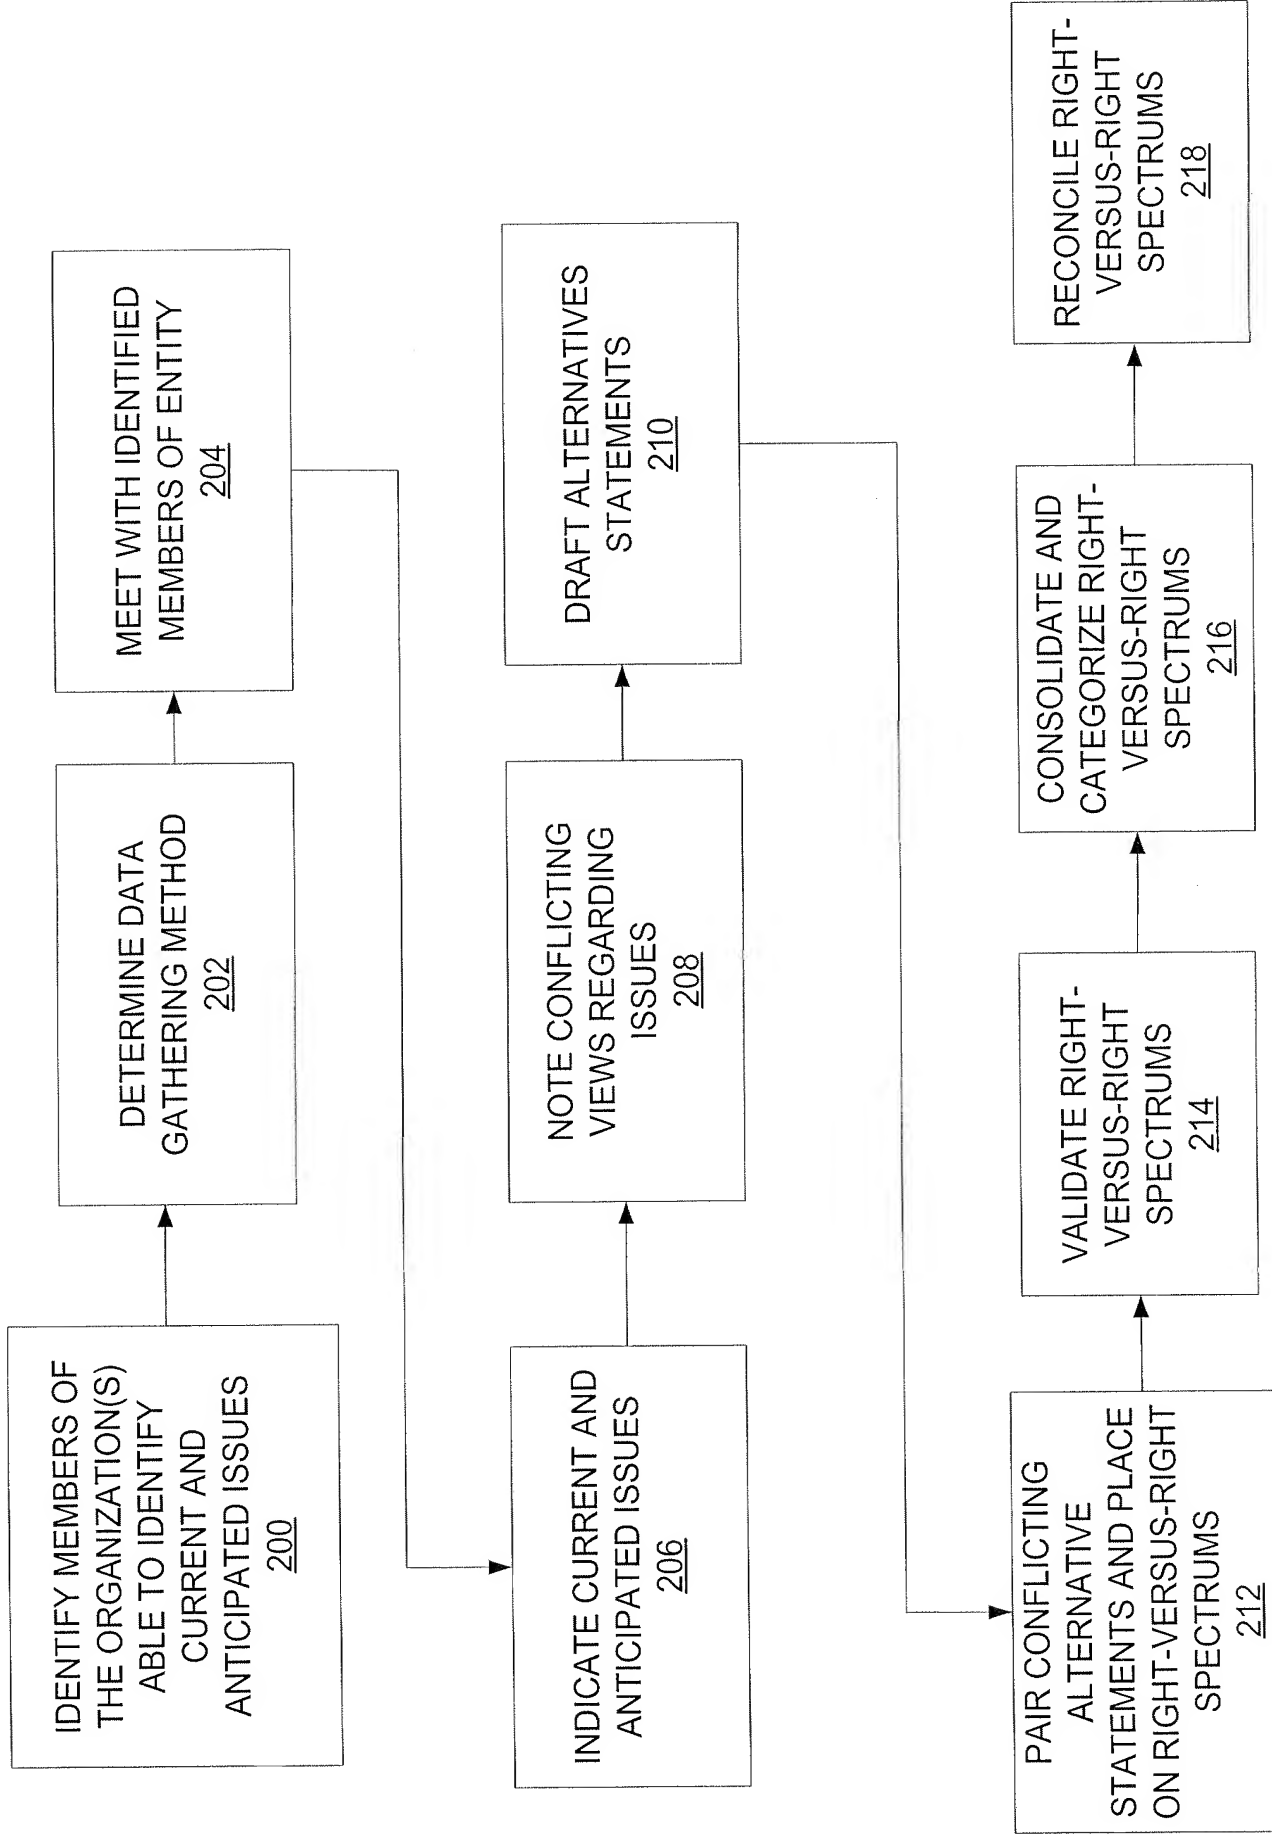 IDENTIFY MEMBERS OF
THE ORGANIZATION(S)
ABLE TO IDENTIFY
CURRENT AND
ANTICIPATED ISSUES
200
DETERMINE DATA
GATHERING METHOD
202
MEET WITH IDENTIFIED
MEMBERS OF ENTITY
204
INDICATE CURRENT AND
ANTICIPATED ISSUES
206
NOTE CONFLICTING
VIEWS REGARDING
ISSUES
208
DRAFT ALTERNATIVES
STATEMENTS
210
PAIR CONFLICTING
ALTERNATIVE
STATEMENTS AND PLACE
ON RIGHT-VERSUS-RIGHT
SPECTRUMS
212
VALIDATE RIGHT-
VERSUS-RIGHT
SPECTRUMS
214
CONSOLIDATE AND
CATEGORIZE RIGHT-
VERSUS-RIGHT
SPECTRUMS
216
RECONCILE RIGHT-
VERSUS-RIGHT
SPECTRUMS
218